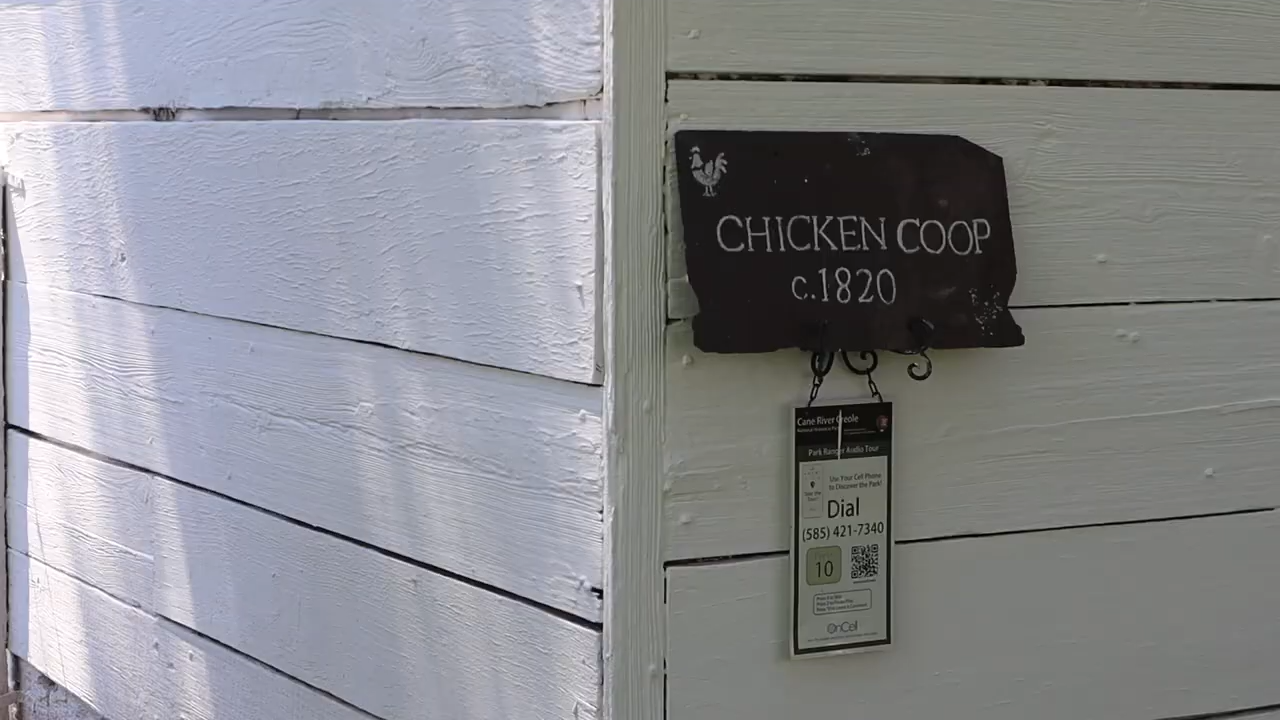 CHICKEN COOP
c.1820
Cane River Creole
Park Ranger Audio Tour
Use Your Cell Phone
to Discover the Park!
Dial
(585) 421-7340
10
OnCell